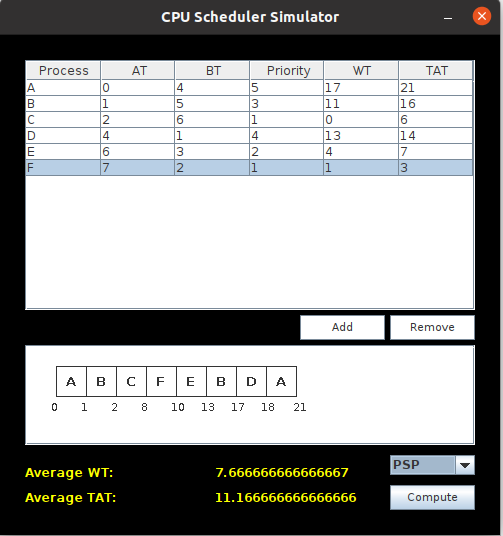 CPU Scheduler Simulator
Process AT BT Priority WT TAT
A 0 4 5 17 21
B 1 5 3 11 16
C 2 6 1 0 6
D 4 1 4 13 14
E 6 3 2 4 7
F 7 2 1 1 3
Add Remove
A B C F E B D A
0 1 2 8 10 13 17 18 21
Average WT: 7.666666666666667 PSP
Average TAT: 11.166666666666666 Compute